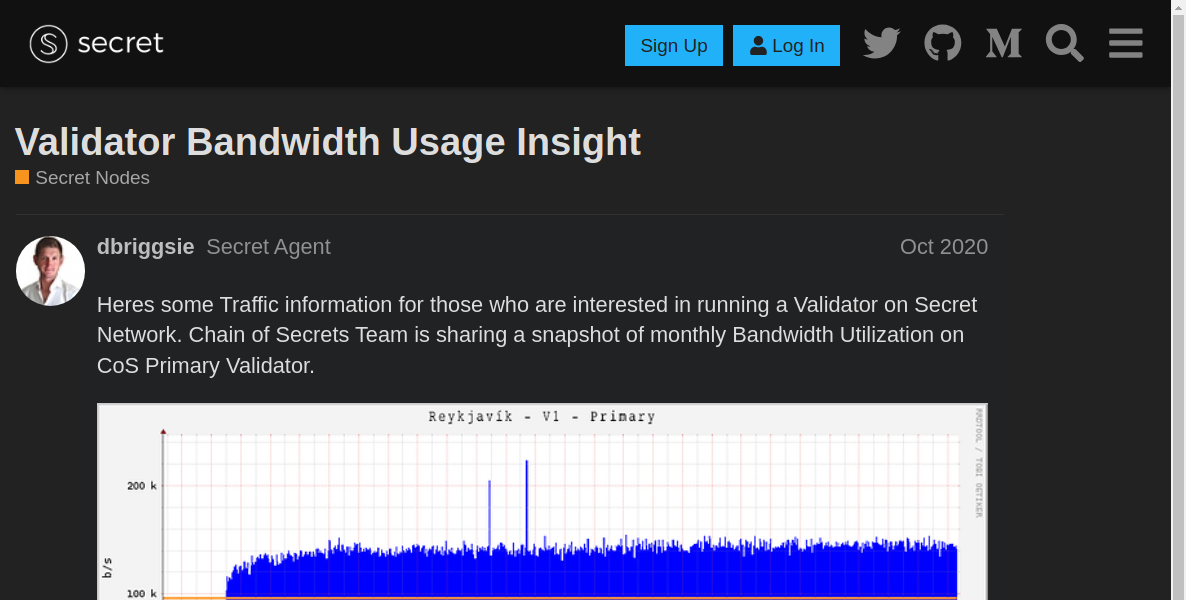 secret
Sign Up
Log In
Validator Bandwidth Usage Insight
Secret Nodes
dbriggsie Secret Agent
Oct 2020
Heres some Traffic information for those who are interested in running a Validator on Secret
Network. Chain of Secrets Team is sharing a snapshot of monthly Bandwidth Utilization on
CoS Primary Validator.
Reykjavík - V1 - Primary
RRDTOOL / TOBI OETIKER
200 k
b/s
100 k